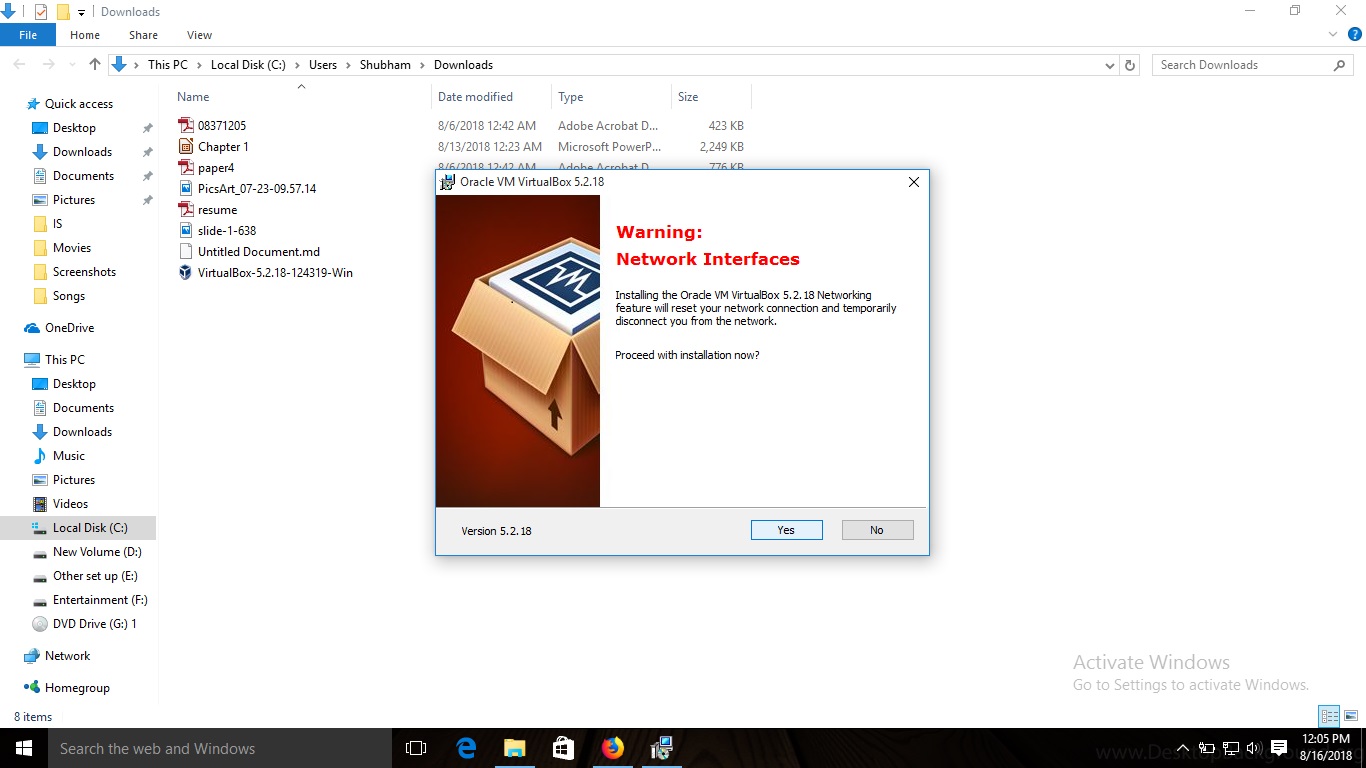 Downloads
File Home Share View
This PC Local Disk (C:) Users Shubham Downloads
Search Downloads
Quick access
Desktop
Downloads
Documents
Pictures
IS
Movies
Screenshots
Songs
OneDrive
This PC
Desktop
Documents
Downloads
Music
Pictures
Videos
Local Disk (C:)
New Volume (D:)
Other set up (E:)
Entertainment (F:)
DVD Drive (G:) 1
Network
Homegroup
Name Date modified Type Size
08371205 8/6/2018 12:42 AM Adobe Acrobat D... 423 KB
Chapter 1 8/13/2018 12:23 AM Microsoft PowerP... 2,249 KB
paper4 8/6/2018 12:42 AM Adobe Acrobat D... 776 KB
PicsArt_07-23-09.57.14
resume
slide-1-638
Untitled Document.md
VirtualBox-5.2.18-124319-Win
Oracle VM VirtualBox 5.2.18
Warning:
Network Interfaces
Installing the Oracle VM VirtualBox 5.2.18 Networking
feature will reset your network connection and temporarily
disconnect you from the network.
Proceed with installation now?
Version 5.2.18
Yes No
Activate Windows
Go to Settings to activate Windows.
8 items
Search the web and Windows
12:05 PM
8/16/2018